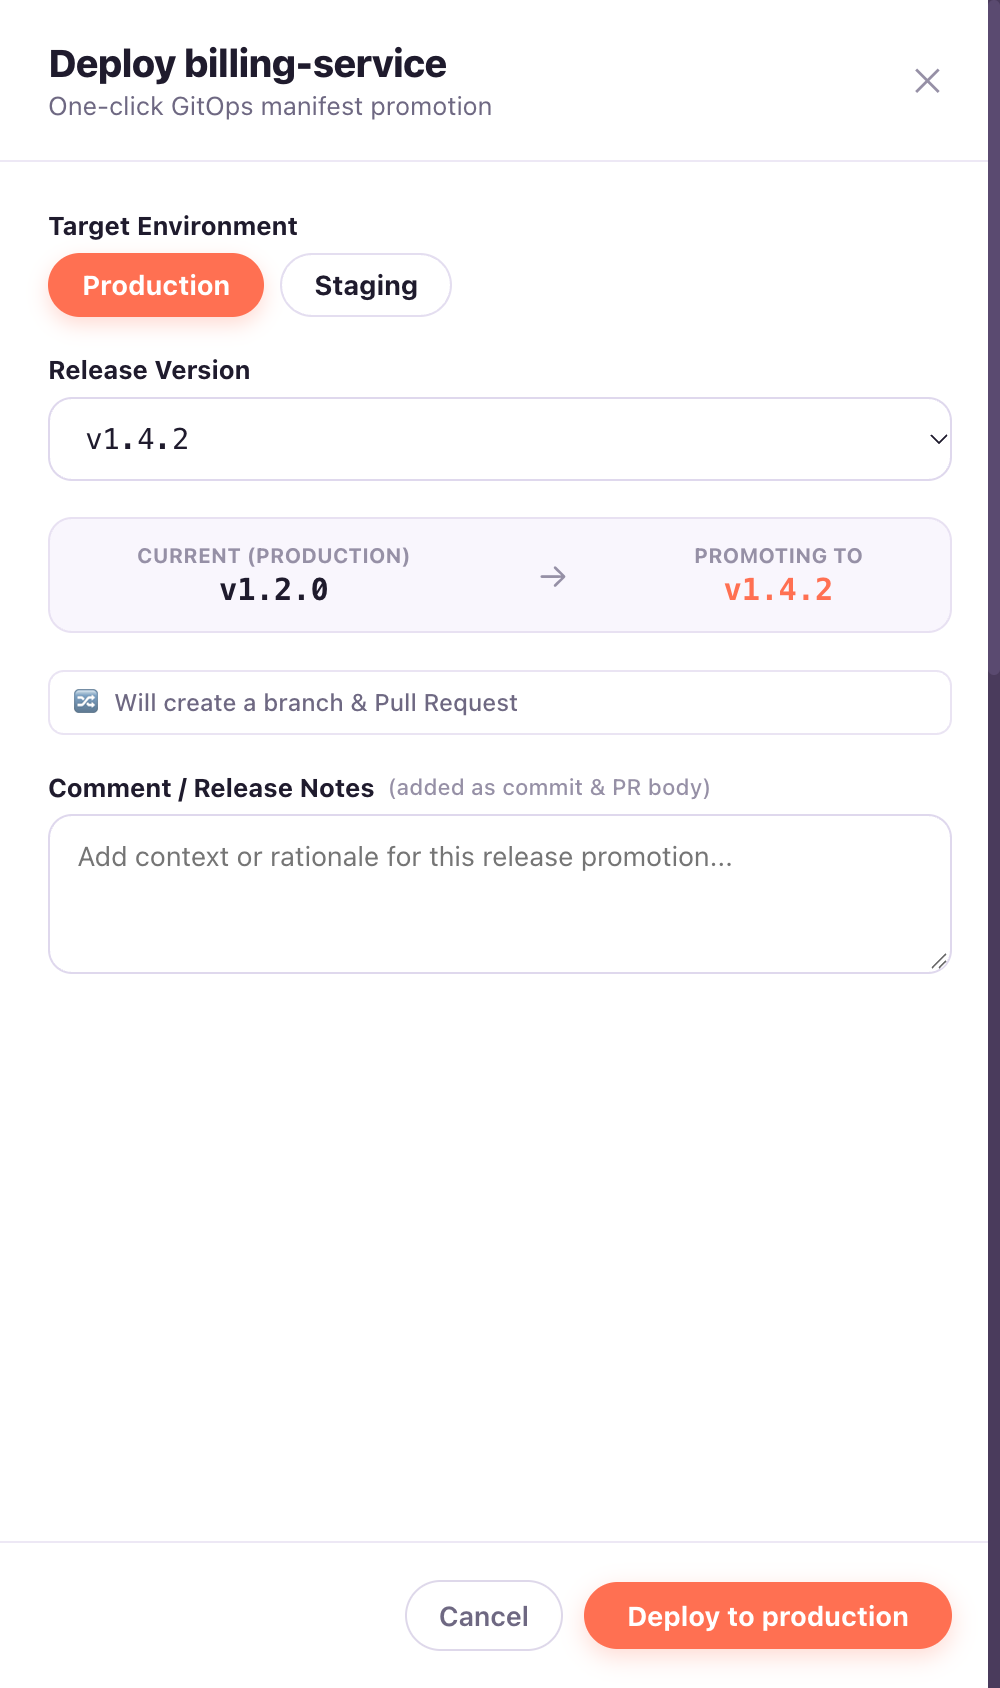 Deploy billing-service
One-click GitOps manifest promotion
Target Environment
Production
Staging
Release Version
v1.4.2
CURRENT (PRODUCTION)
v1.2.0
→
PROMOTING TO
v1.4.2
Will create a branch & Pull Request
Comment / Release Notes (added as commit & PR body)
Add context or rationale for this release promotion...
Cancel
Deploy to production